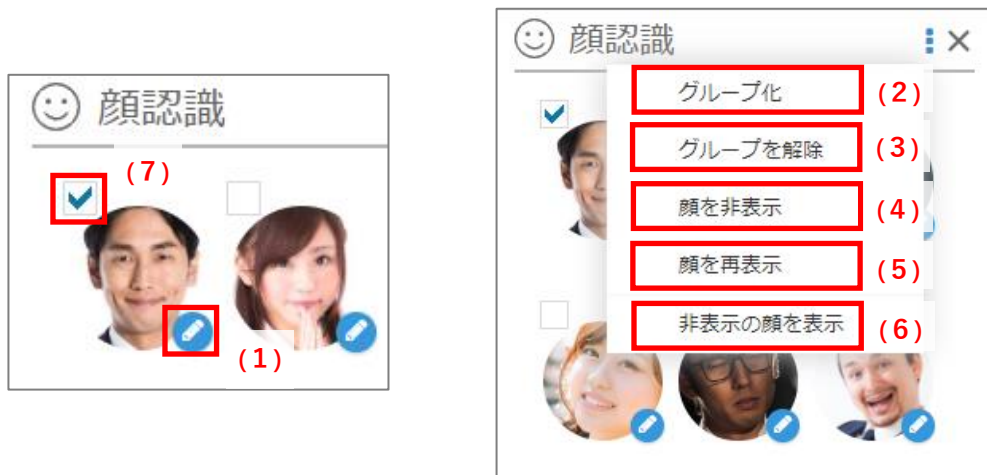 顔認識
(7)
(1)
顔認識
グループ化
(2)
グループを解除
(3)
顔を非表示
(4)
顔を再表示
(5)
非表示の顔を表示
(6)